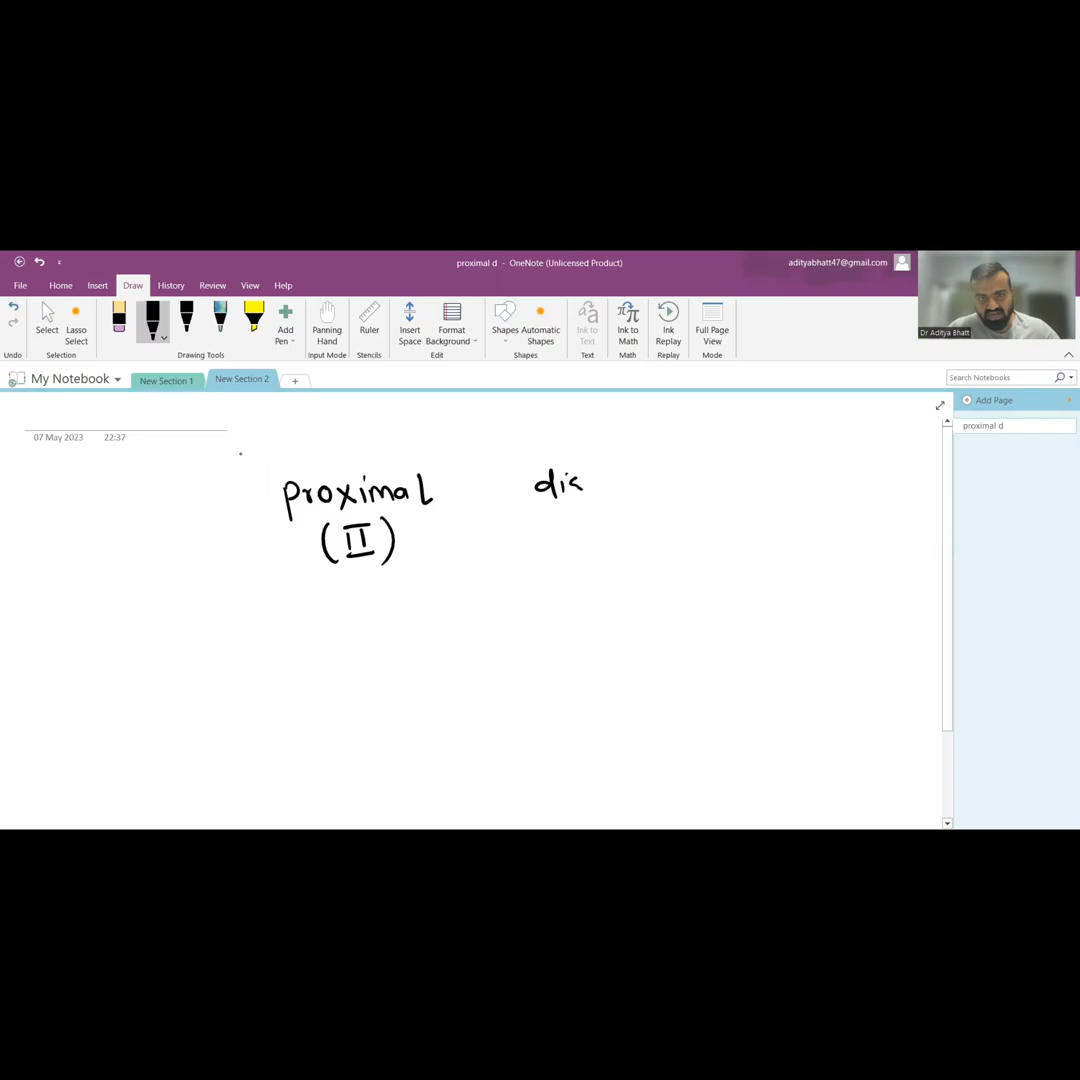 proximal d - OneNote (Unlicensed Product)
adityabhatt47@gmail.com
File Home Insert Draw History Review View Help
Select
Lasso Select
Add Pen
Panning Hand
Ruler
Insert Space
Format Background
Shapes
Automatic Shapes
Ink to Text
Ink to Math
Ink Replay
Full Page View
Dr Aditya Bhatt
Undo Selection Drawing Tools Input Mode Stencils Edit Shapes Text Math Replay Mode
My Notebook New Section 1 New Section 2 +
Search Notebooks
Add Page
proximal d
07 May 2023 22:37
proximal dis
(II)